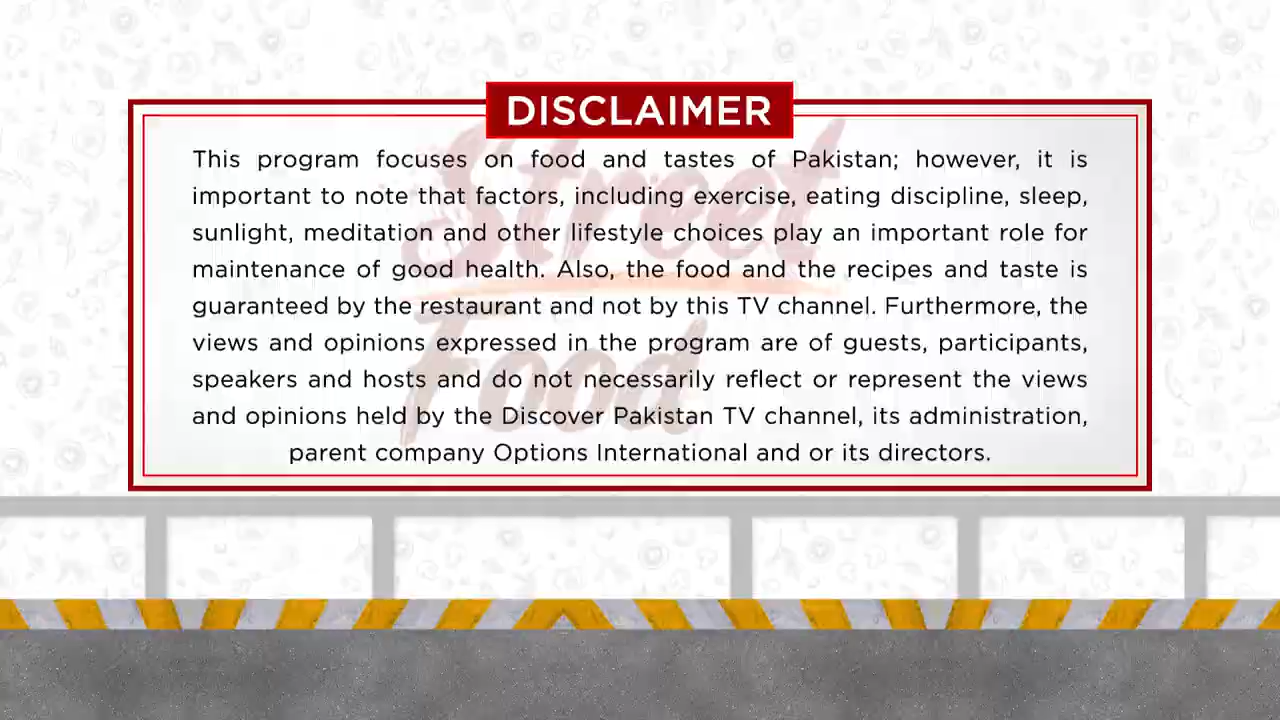 DISCLAIMER
This program focuses on food and tastes of Pakistan; however, it is
important to note that factors, including exercise, eating discipline, sleep,
sunlight, meditation and other lifestyle choices play an important role for
maintenance of good health. Also, the food and the recipes and taste is
guaranteed by the restaurant and not by this TV channel. Furthermore, the
views and opinions expressed in the program are of guests, participants,
speakers and hosts and do not necessarily reflect or represent the views
and opinions held by the Discover Pakistan TV channel, its administration,
parent company Options International and or its directors.
Street
Food